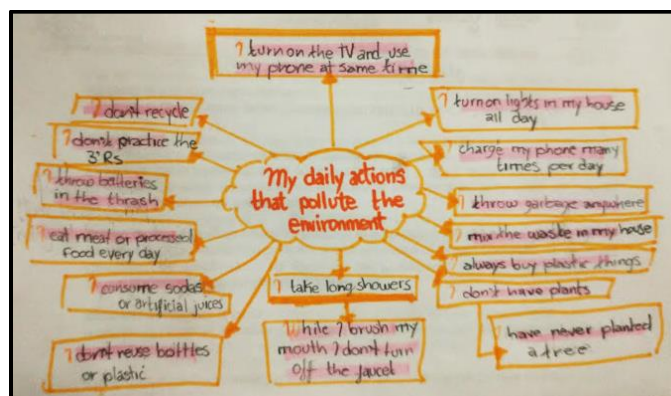 I turn on the TV and use
my phone at same time
I don't recycle
I don't practice the
3'Rs
I throw batteries
in the thrash
I eat meat or processed
food every day
I consume sodas
or artificial juices
I don't reuse bottles
or plastic
My daily actions
that pollute the
environment
I take long showers
While I brush my
mouth I don't turn
off the faucet
I turn on lights in my house
all day
I charge my phone many
times per day
I throw garbage anywhere
I mix the waste in my house
I always buy plastic things
I don't have plants
I have never planted
a tree